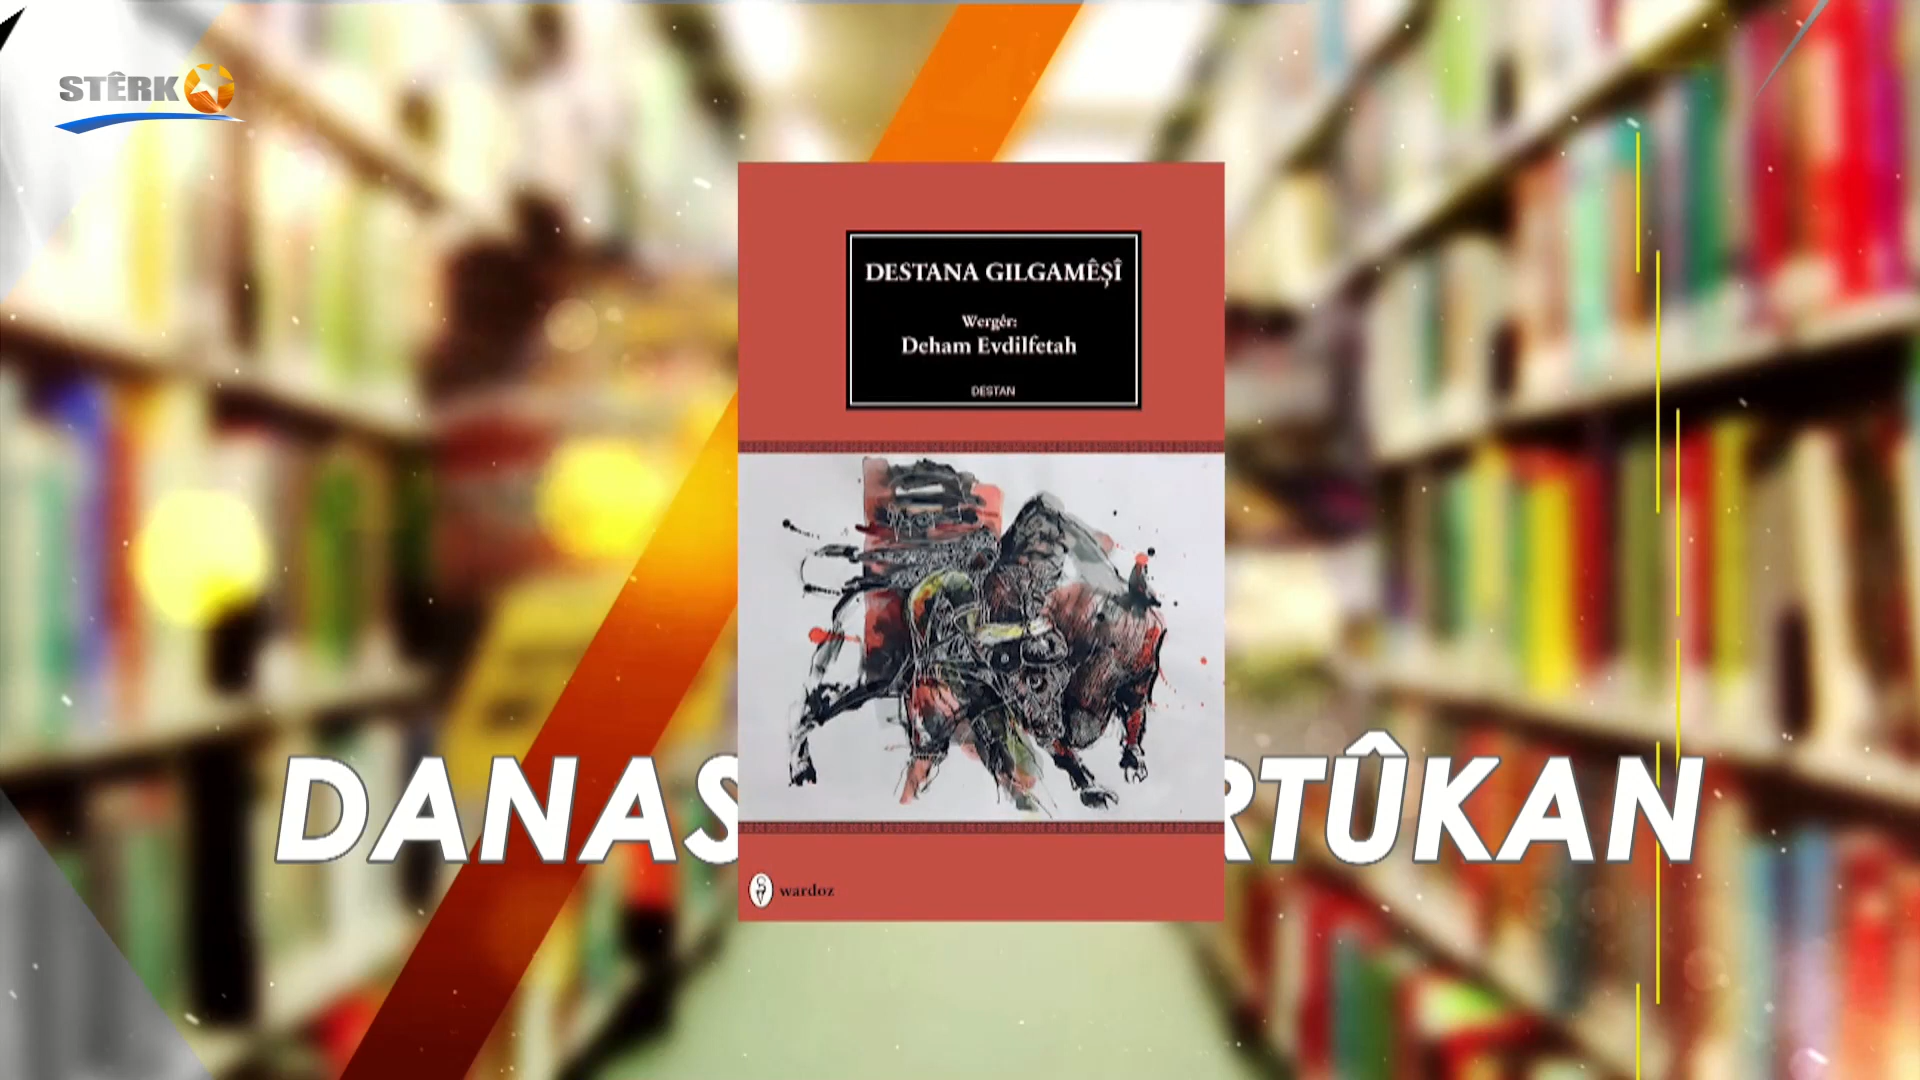 STÊRK
DESTANA GILGAMÊŞÎ
Wergêr:
Deham Evdilfetah
DESTAN
DANAS RTÛKAN
wardoz